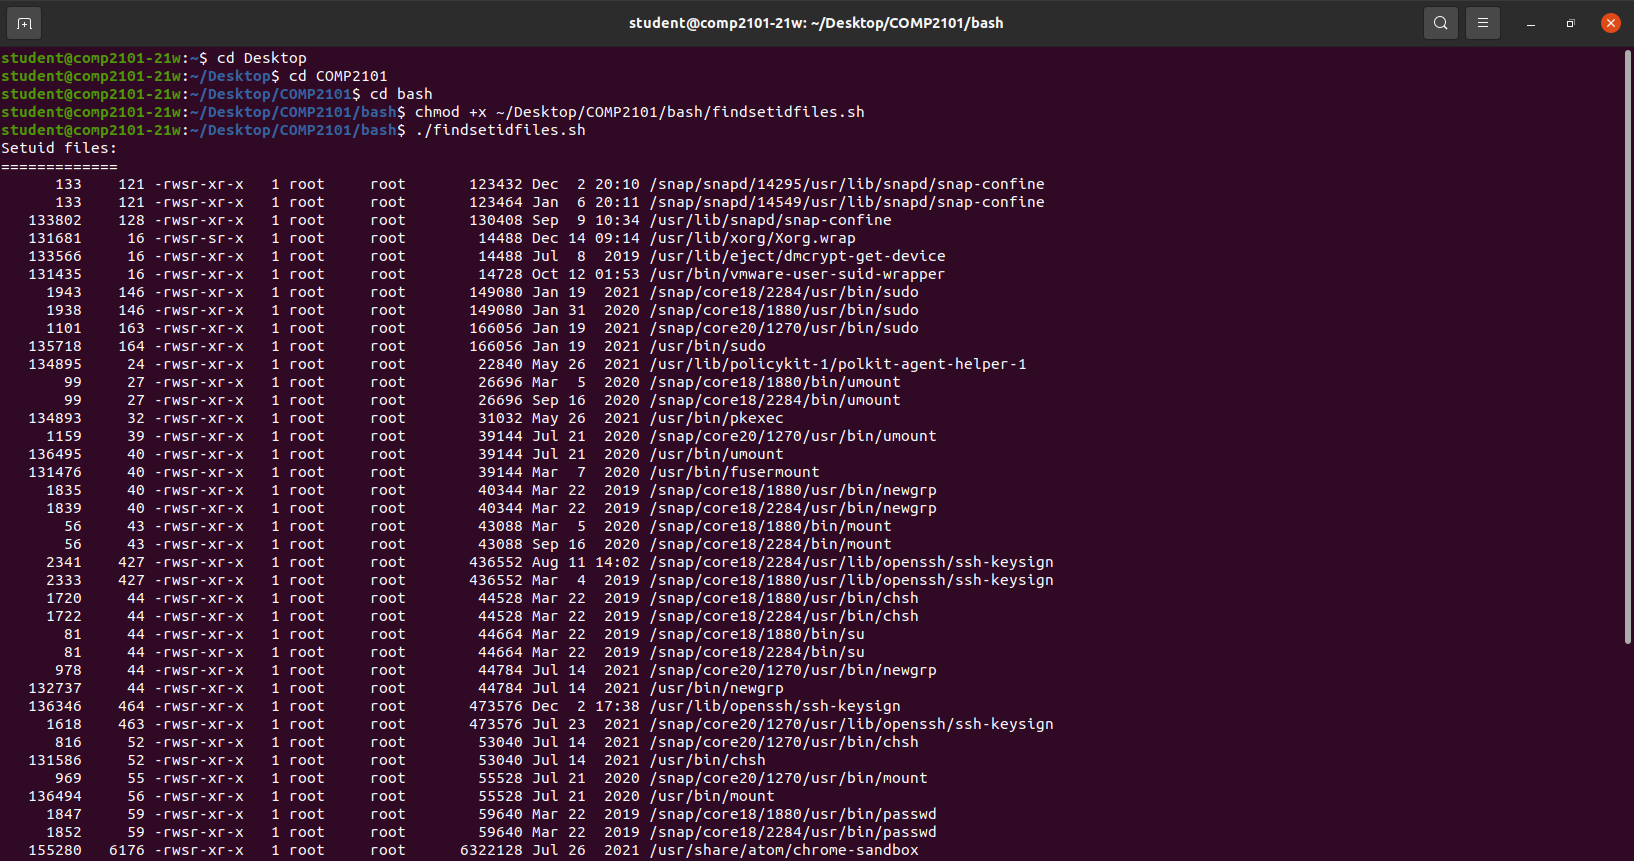 student@comp2101-21w: ~/Desktop/COMP2101/bash
student@comp2101-21w:~$ cd Desktop
student@comp2101-21w:~/Desktop$ cd COMP2101
student@comp2101-21w:~/Desktop/COMP2101$ cd bash
student@comp2101-21w:~/Desktop/COMP2101/bash$ chmod +x ~/Desktop/COMP2101/bash/findsetidfiles.sh
student@comp2101-21w:~/Desktop/COMP2101/bash$ ./findsetidfiles.sh
Setuid files:
=============
      133    121 -rwsr-xr-x   1 root     root       123432 Dec  2 20:10 /snap/snapd/14295/usr/lib/snapd/snap-confine
      133    121 -rwsr-xr-x   1 root     root       123464 Jan  6 20:11 /snap/snapd/14549/usr/lib/snapd/snap-confine
   133802    128 -rwsr-xr-x   1 root     root       130408 Sep  9 10:34 /usr/lib/snapd/snap-confine
   131681     16 -rwsr-sr-x   1 root     root        14488 Dec 14 09:14 /usr/lib/xorg/Xorg.wrap
   133566     16 -rwsr-xr-x   1 root     root        14488 Jul  8  2019 /usr/lib/eject/dmcrypt-get-device
   131435     16 -rwsr-xr-x   1 root     root        14728 Oct 12 01:53 /usr/bin/vmware-user-suid-wrapper
     1943    146 -rwsr-xr-x   1 root     root       149080 Jan 19  2021 /snap/core18/2284/usr/bin/sudo
     1938    146 -rwsr-xr-x   1 root     root       149080 Jan 31  2020 /snap/core18/1880/usr/bin/sudo
     1101    163 -rwsr-xr-x   1 root     root       166056 Jan 19  2021 /snap/core20/1270/usr/bin/sudo
   135718    164 -rwsr-xr-x   1 root     root       166056 Jan 19  2021 /usr/bin/sudo
   134895     24 -rwsr-xr-x   1 root     root        22840 May 26  2021 /usr/lib/policykit-1/polkit-agent-helper-1
       99     27 -rwsr-xr-x   1 root     root        26696 Mar  5  2020 /snap/core18/1880/bin/umount
       99     27 -rwsr-xr-x   1 root     root        26696 Sep 16  2020 /snap/core18/2284/bin/umount
   134893     32 -rwsr-xr-x   1 root     root        31032 May 26  2021 /usr/bin/pkexec
     1159     39 -rwsr-xr-x   1 root     root        39144 Jul 21  2020 /snap/core20/1270/usr/bin/umount
   136495     40 -rwsr-xr-x   1 root     root        39144 Jul 21  2020 /usr/bin/umount
   131476     40 -rwsr-xr-x   1 root     root        39144 Mar  7  2020 /usr/bin/fusermount
     1835     40 -rwsr-xr-x   1 root     root        40344 Mar 22  2019 /snap/core18/1880/usr/bin/newgrp
     1839     40 -rwsr-xr-x   1 root     root        40344 Mar 22  2019 /snap/core18/2284/usr/bin/newgrp
       56     43 -rwsr-xr-x   1 root     root        43088 Mar  5  2020 /snap/core18/1880/bin/mount
       56     43 -rwsr-xr-x   1 root     root        43088 Sep 16  2020 /snap/core18/2284/bin/mount
     2341    427 -rwsr-xr-x   1 root     root       436552 Aug 11 14:02 /snap/core18/2284/usr/lib/openssh/ssh-keysign
     2333    427 -rwsr-xr-x   1 root     root       436552 Mar  4  2019 /snap/core18/1880/usr/lib/openssh/ssh-keysign
     1720     44 -rwsr-xr-x   1 root     root        44528 Mar 22  2019 /snap/core18/1880/usr/bin/chsh
     1722     44 -rwsr-xr-x   1 root     root        44528 Mar 22  2019 /snap/core18/2284/usr/bin/chsh
       81     44 -rwsr-xr-x   1 root     root        44664 Mar 22  2019 /snap/core18/1880/bin/su
       81     44 -rwsr-xr-x   1 root     root        44664 Mar 22  2019 /snap/core18/2284/bin/su
      978     44 -rwsr-xr-x   1 root     root        44784 Jul 14  2021 /snap/core20/1270/usr/bin/newgrp
   132737     44 -rwsr-xr-x   1 root     root        44784 Jul 14  2021 /usr/bin/newgrp
   136346    464 -rwsr-xr-x   1 root     root       473576 Dec  2 17:38 /usr/lib/openssh/ssh-keysign
     1618    463 -rwsr-xr-x   1 root     root       473576 Jul 23  2021 /snap/core20/1270/usr/lib/openssh/ssh-keysign
      816     52 -rwsr-xr-x   1 root     root        53040 Jul 14  2021 /snap/core20/1270/usr/bin/chsh
   131586     52 -rwsr-xr-x   1 root     root        53040 Jul 14  2021 /usr/bin/chsh
      969     55 -rwsr-xr-x   1 root     root        55528 Jul 21  2020 /snap/core20/1270/usr/bin/mount
   136494     56 -rwsr-xr-x   1 root     root        55528 Jul 21  2020 /usr/bin/mount
     1847     59 -rwsr-xr-x   1 root     root        59640 Mar 22  2019 /snap/core18/1880/usr/bin/passwd
     1852     59 -rwsr-xr-x   1 root     root        59640 Mar 22  2019 /snap/core18/2284/usr/bin/passwd
   155280   6176 -rwsr-xr-x   1 root     root      6322128 Jul 26  2021 /usr/share/atom/chrome-sandbox